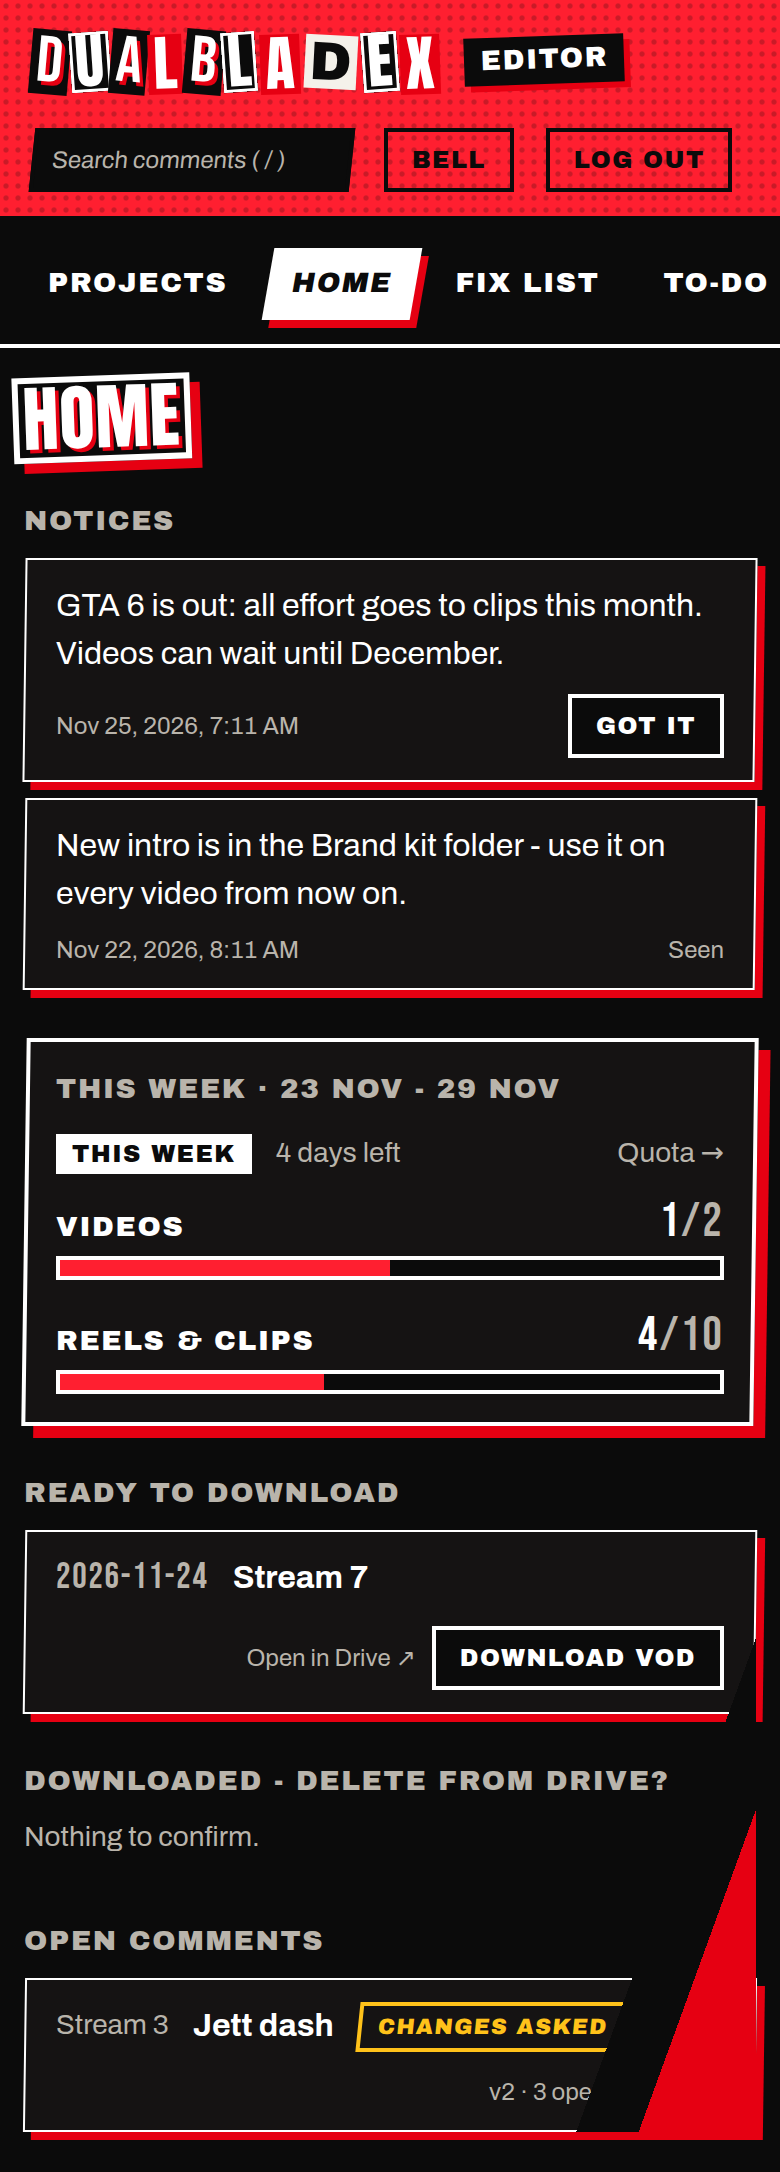 DUALBLADEX EDITOR
Search comments ( / ) BELL LOG OUT
PROJECTS HOME FIX LIST TO-DO
HOME
NOTICES
GTA 6 is out: all effort goes to clips this month.
Videos can wait until December.
Nov 25, 2026, 7:11 AM GOT IT
New intro is in the Brand kit folder - use it on
every video from now on.
Nov 22, 2026, 8:11 AM Seen
THIS WEEK · 23 NOV - 29 NOV
THIS WEEK 4 days left Quota →
VIDEOS 1/2
REELS & CLIPS 4/10
READY TO DOWNLOAD
2026-11-24 Stream 7
Open in Drive ↗ DOWNLOAD VOD
DOWNLOADED - DELETE FROM DRIVE?
Nothing to confirm.
OPEN COMMENTS
Stream 3 Jett dash CHANGES ASKED
v2 · 3 ope